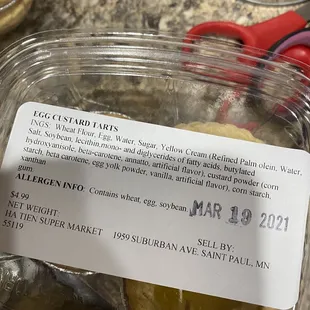 EGG CUSTARD TARTS
INGS: Wheat Flour, Egg, Water, Sugar, Yellow Cream (Refined Palm olein, Water,
Salt, Soybean, lecithin,mono- and diglycerides of fatty acids, butylated
hydroxyanisole, beta-carotene, annatto, artificial flavor), custard powder (corn
starch, beta carotene, egg yolk powder, vanilla, artificial flavor), corn starch,
xanthan
gum
ALLERGEN INFO: Contains wheat, egg, soybean
MAR 19 2021
$4.99
NET WEIGHT: SELL BY:
HA TIEN SUPER MARKET 1959 SUBURBAN AVE. SAINT PAUL, MN
55119